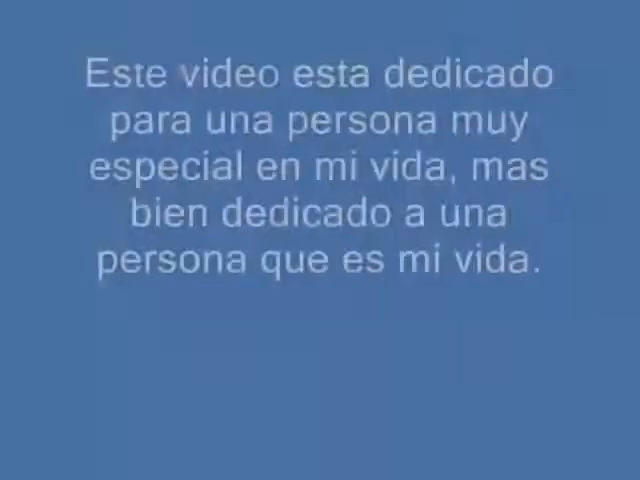 Este video esta dedicado
para una persona muy
especial en mi vida, mas
bien dedicado a una
persona que es mi vida.